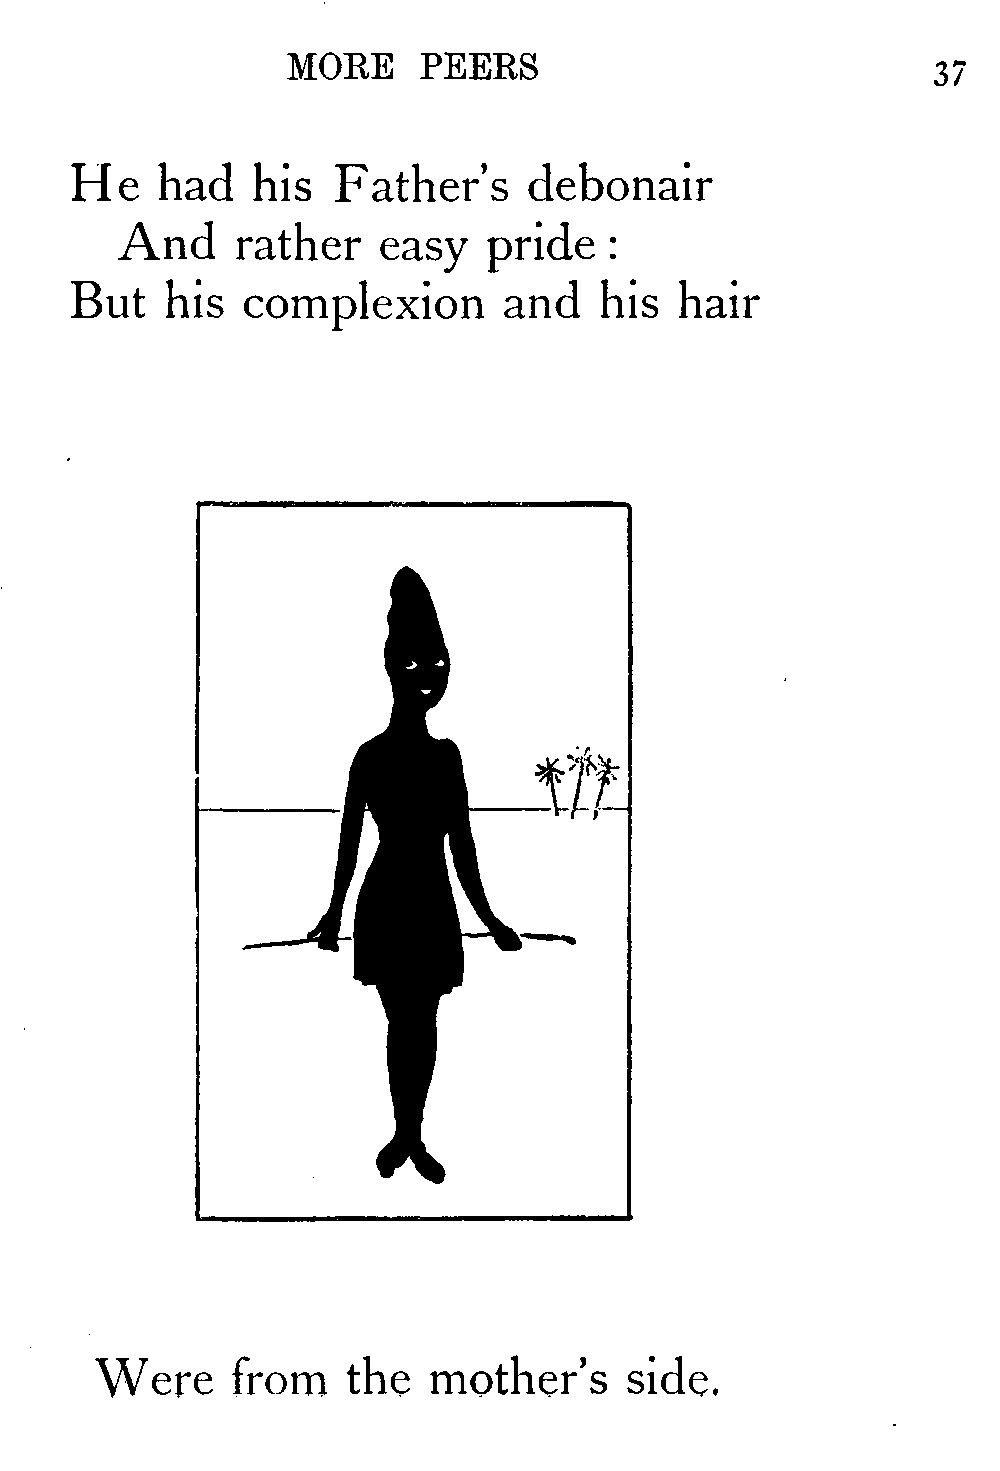 MORE PEERS 37
He had his Father's debonair
And rather easy pride :
But his complexion and his hair
Were from the mother's side.